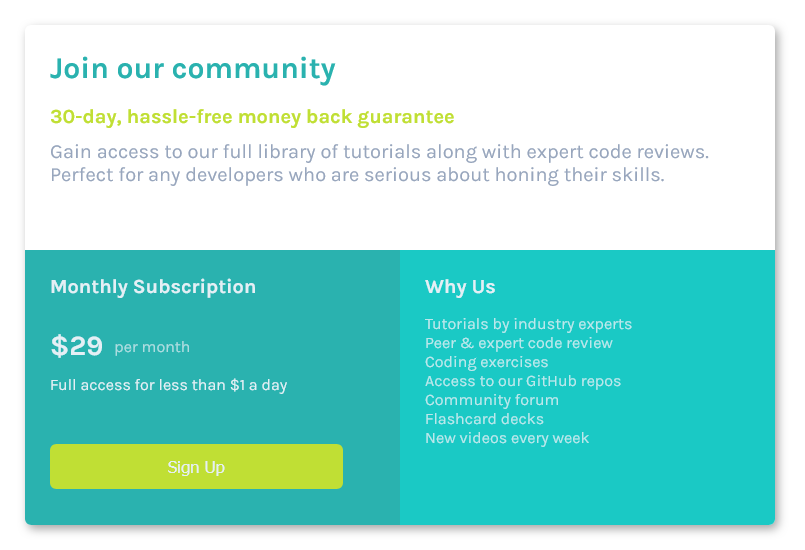 Join our community
30-day, hassle-free money back guarantee
Gain access to our full library of tutorials along with expert code reviews.
Perfect for any developers who are serious about honing their skills.
Monthly Subscription
$29 per month
Full access for less than $1 a day
Sign Up
Why Us
Tutorials by industry experts
Peer & expert code review
Coding exercises
Access to our GitHub repos
Community forum
Flashcard decks
New videos every week